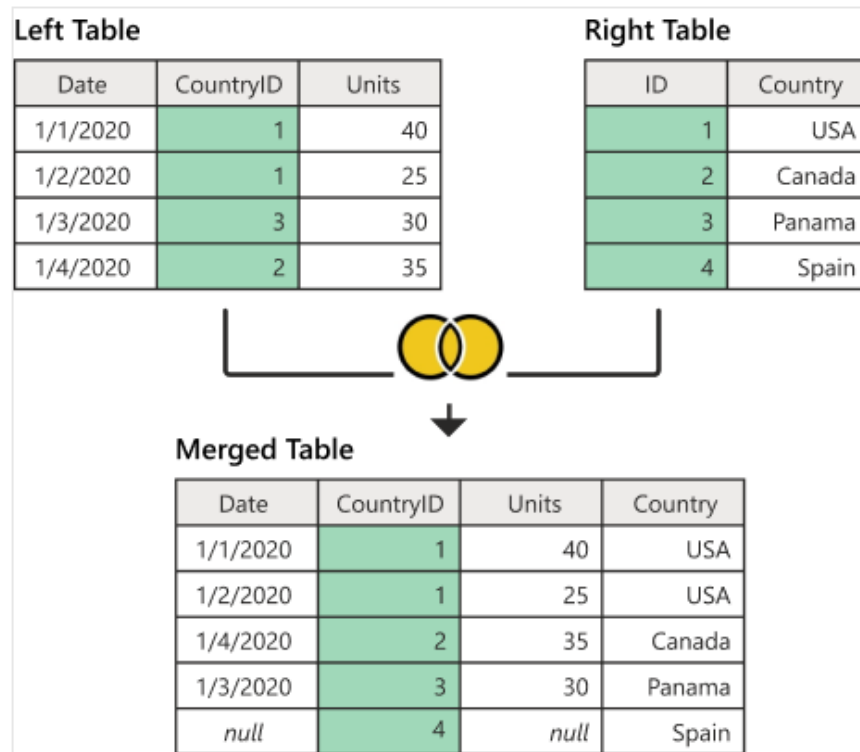 Left Table
Date CountryID Units
1/1/2020 1 40
1/2/2020 1 25
1/3/2020 3 30
1/4/2020 2 35
Right Table
ID Country
1 USA
2 Canada
3 Panama
4 Spain
Merged Table
Date CountryID Units Country
1/1/2020 1 40 USA
1/2/2020 1 25 USA
1/4/2020 2 35 Canada
1/3/2020 3 30 Panama
null 4 null Spain